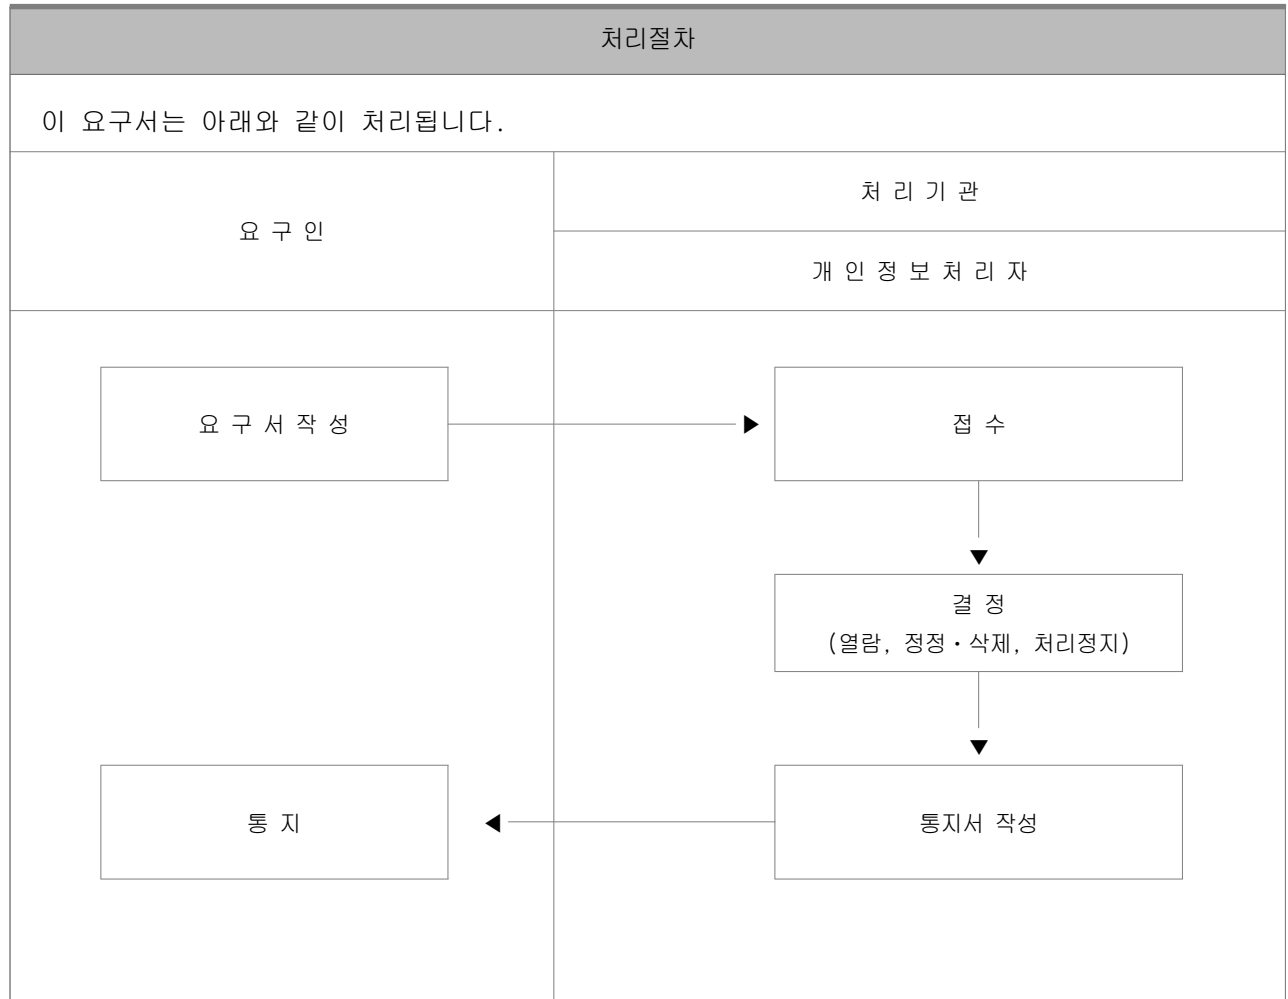 처리절차
이 요구서는 아래와 같이 처리됩니다.
요 구 인
처 리 기 관
개 인 정 보 처 리 자
요 구 서 작 성
접 수
결 정
(열람, 정정·삭제, 처리정지)
통 지
통지서 작성